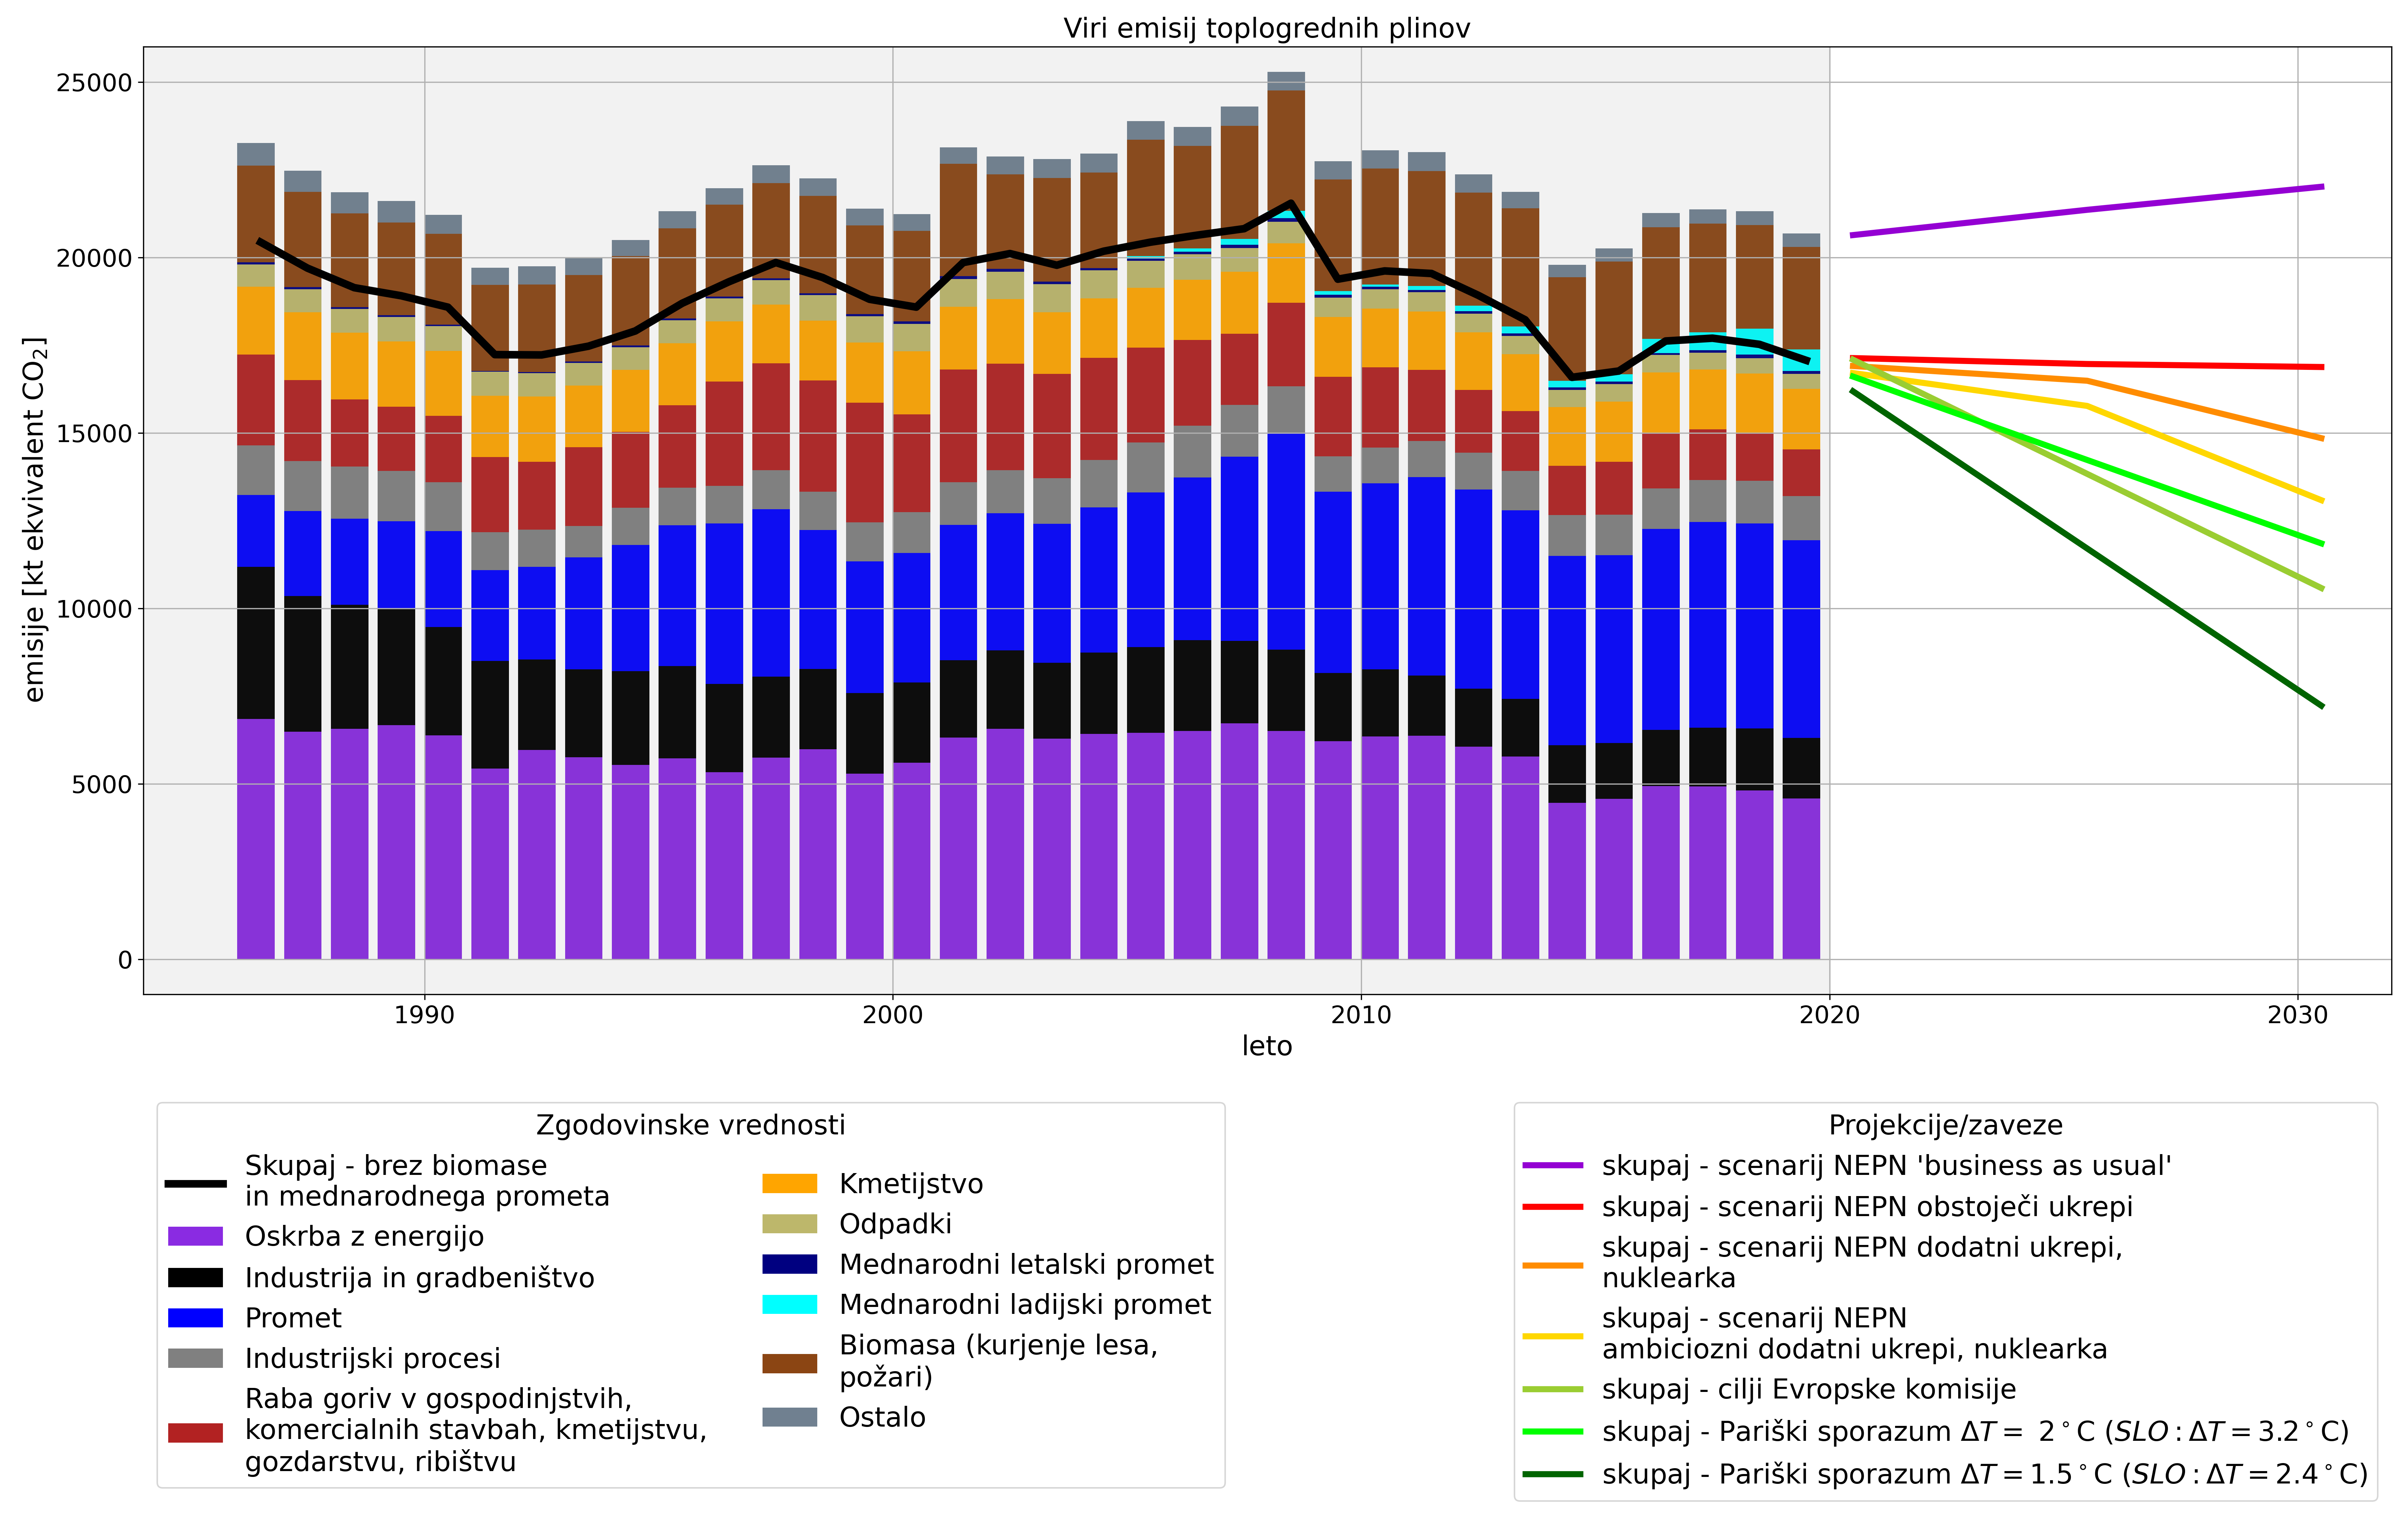 Viri emisij toplogrednih plinov
emisije [kt ekvivalent CO₂]
25000
20000
15000
10000
5000
0
1990
2000
2010
2020
2030
leto
Zgodovinske vrednosti
Skupaj - brez biomase
in mednarodnega prometa
Oskrba z energijo
Industrija in gradbeništvo
Promet
Industrijski procesi
Raba goriv v gospodinjstvih,
komercialnih stavbah, kmetijstvu,
gozdarstvu, ribištvu
Kmetijstvo
Odpadki
Mednarodni letalski promet
Mednarodni ladijski promet
Biomasa (kurjenje lesa,
požari)
Ostalo
Projekcije/zaveze
skupaj - scenarij NEPN 'business as usual'
skupaj - scenarij NEPN obstoječi ukrepi
skupaj - scenarij NEPN dodatni ukrepi,
nuklearka
skupaj - scenarij NEPN
ambiciozni dodatni ukrepi, nuklearka
skupaj - cilji Evropske komisije
skupaj - Pariški sporazum ΔT = 2°C (SLO : ΔT = 3.2°C)
skupaj - Pariški sporazum ΔT = 1.5°C (SLO : ΔT = 2.4°C)